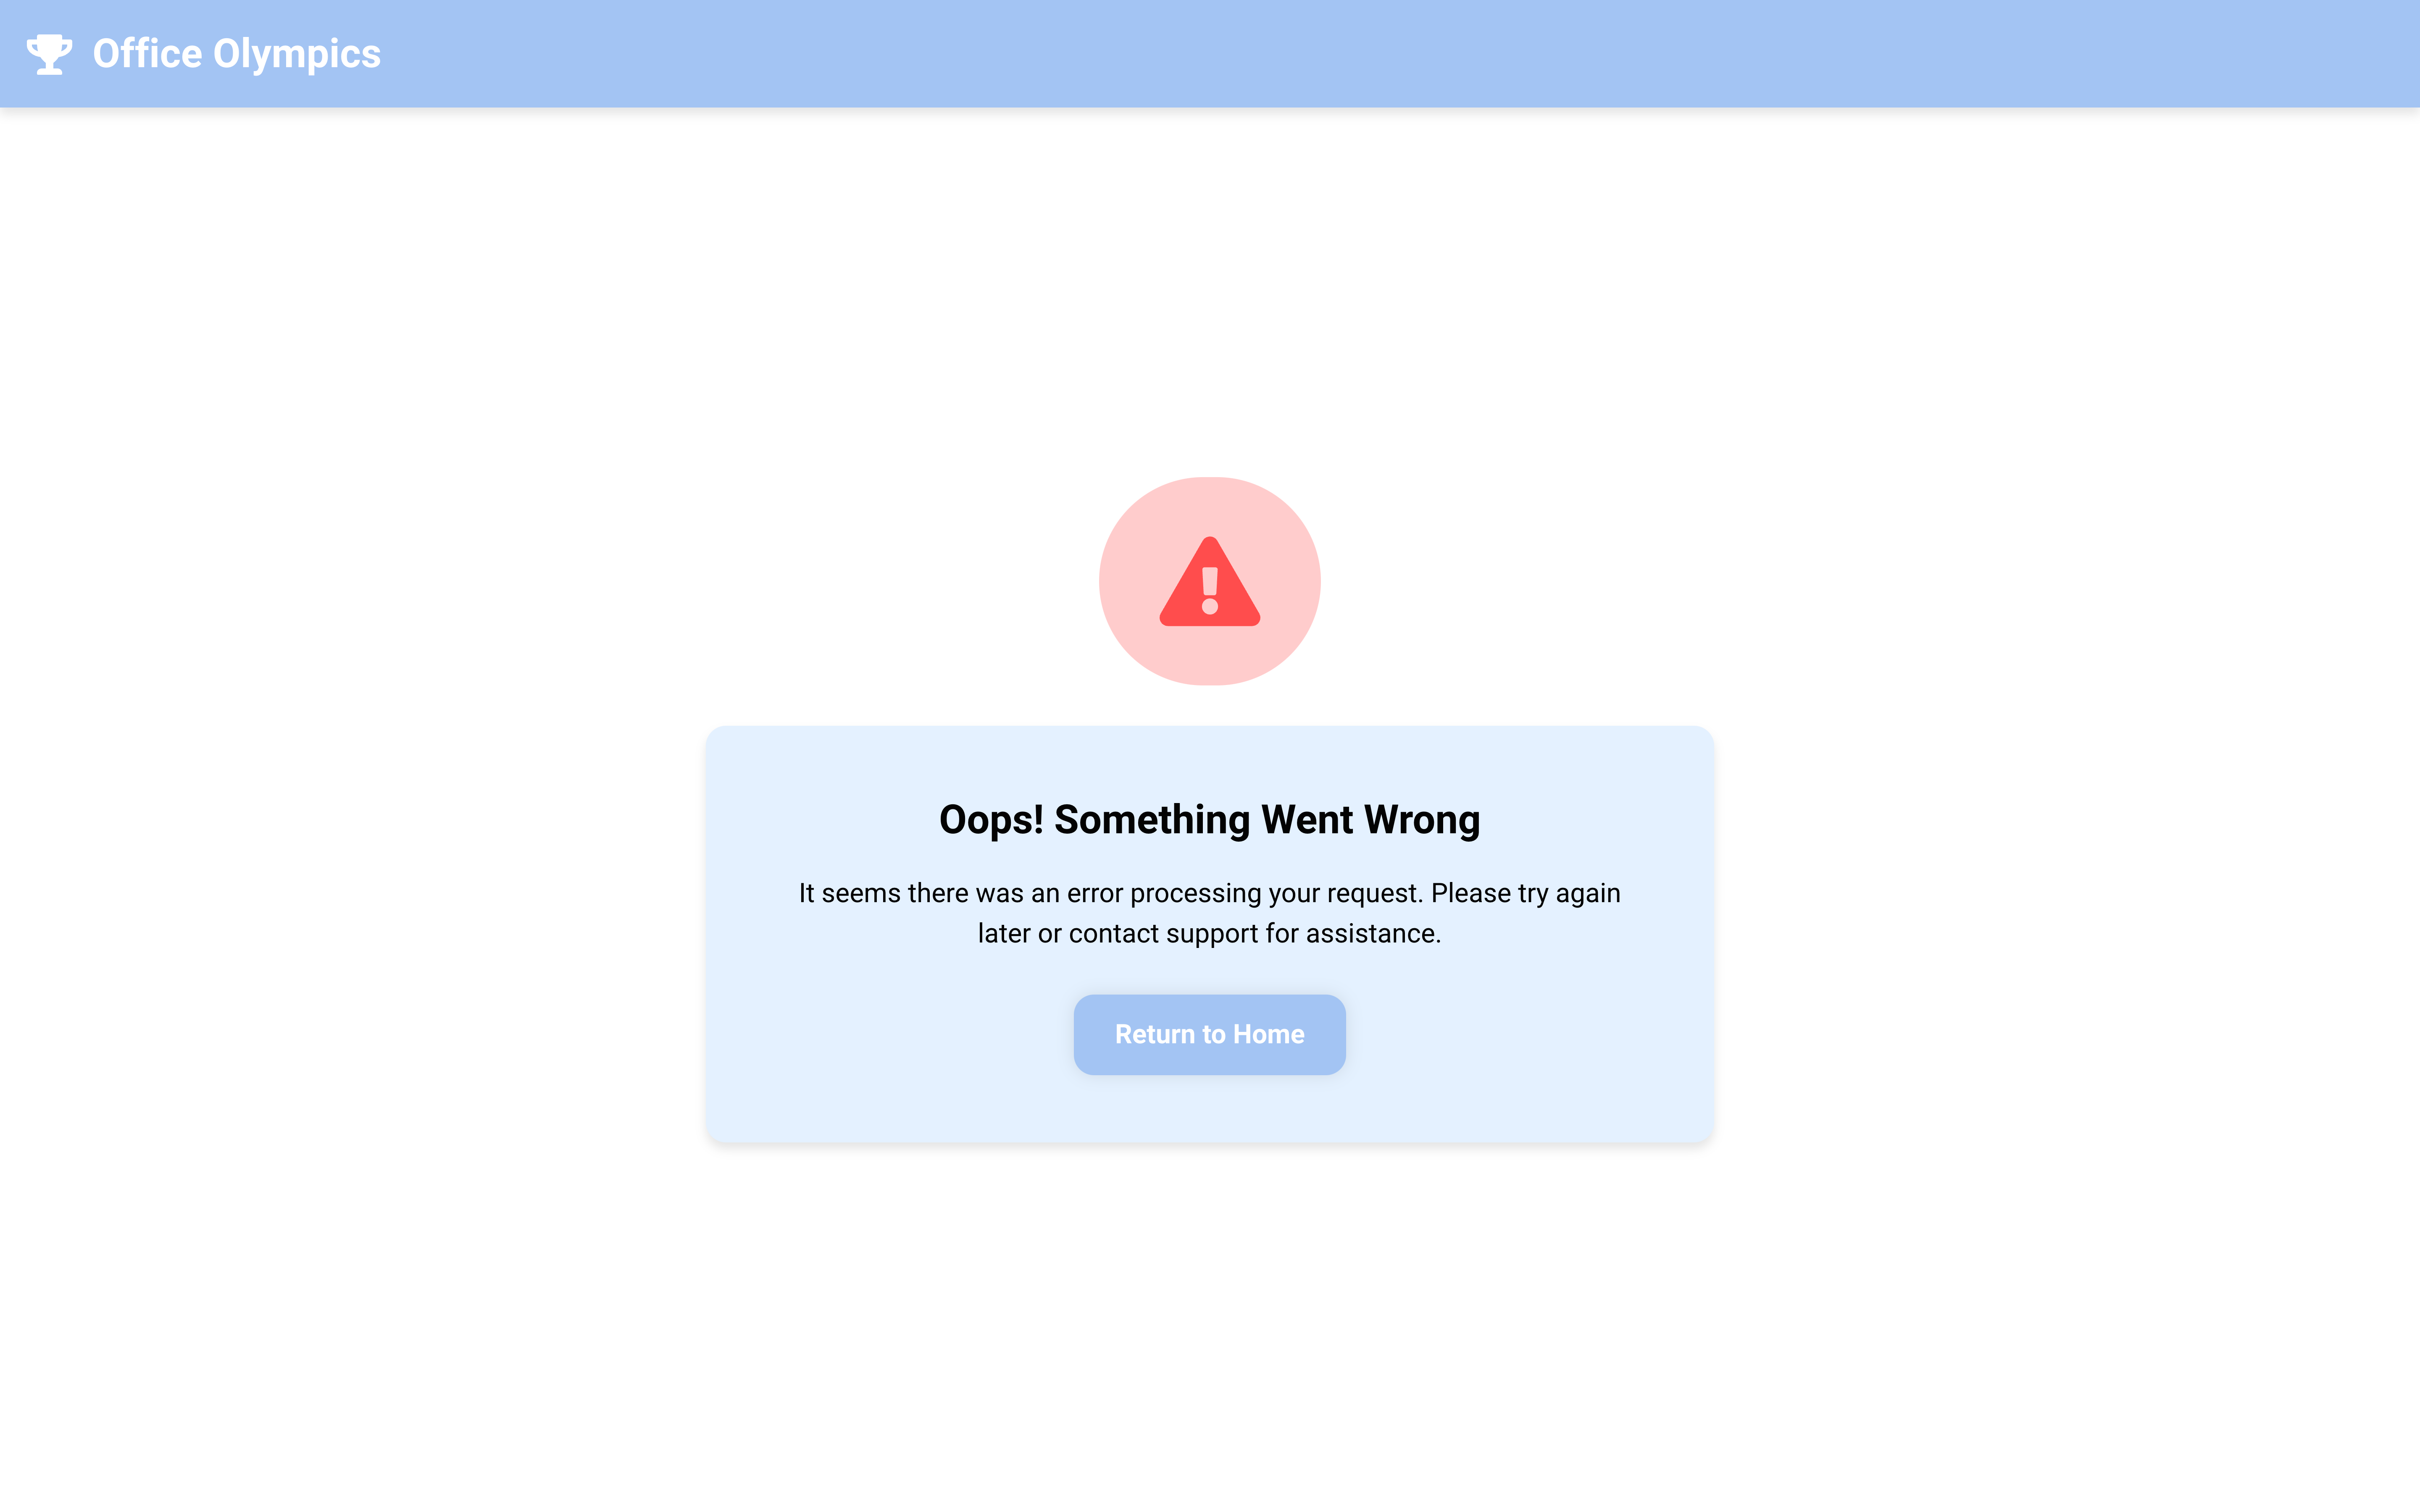 Office Olympics
Oops! Something Went Wrong
It seems there was an error processing your request. Please try again
later or contact support for assistance.
Return to Home